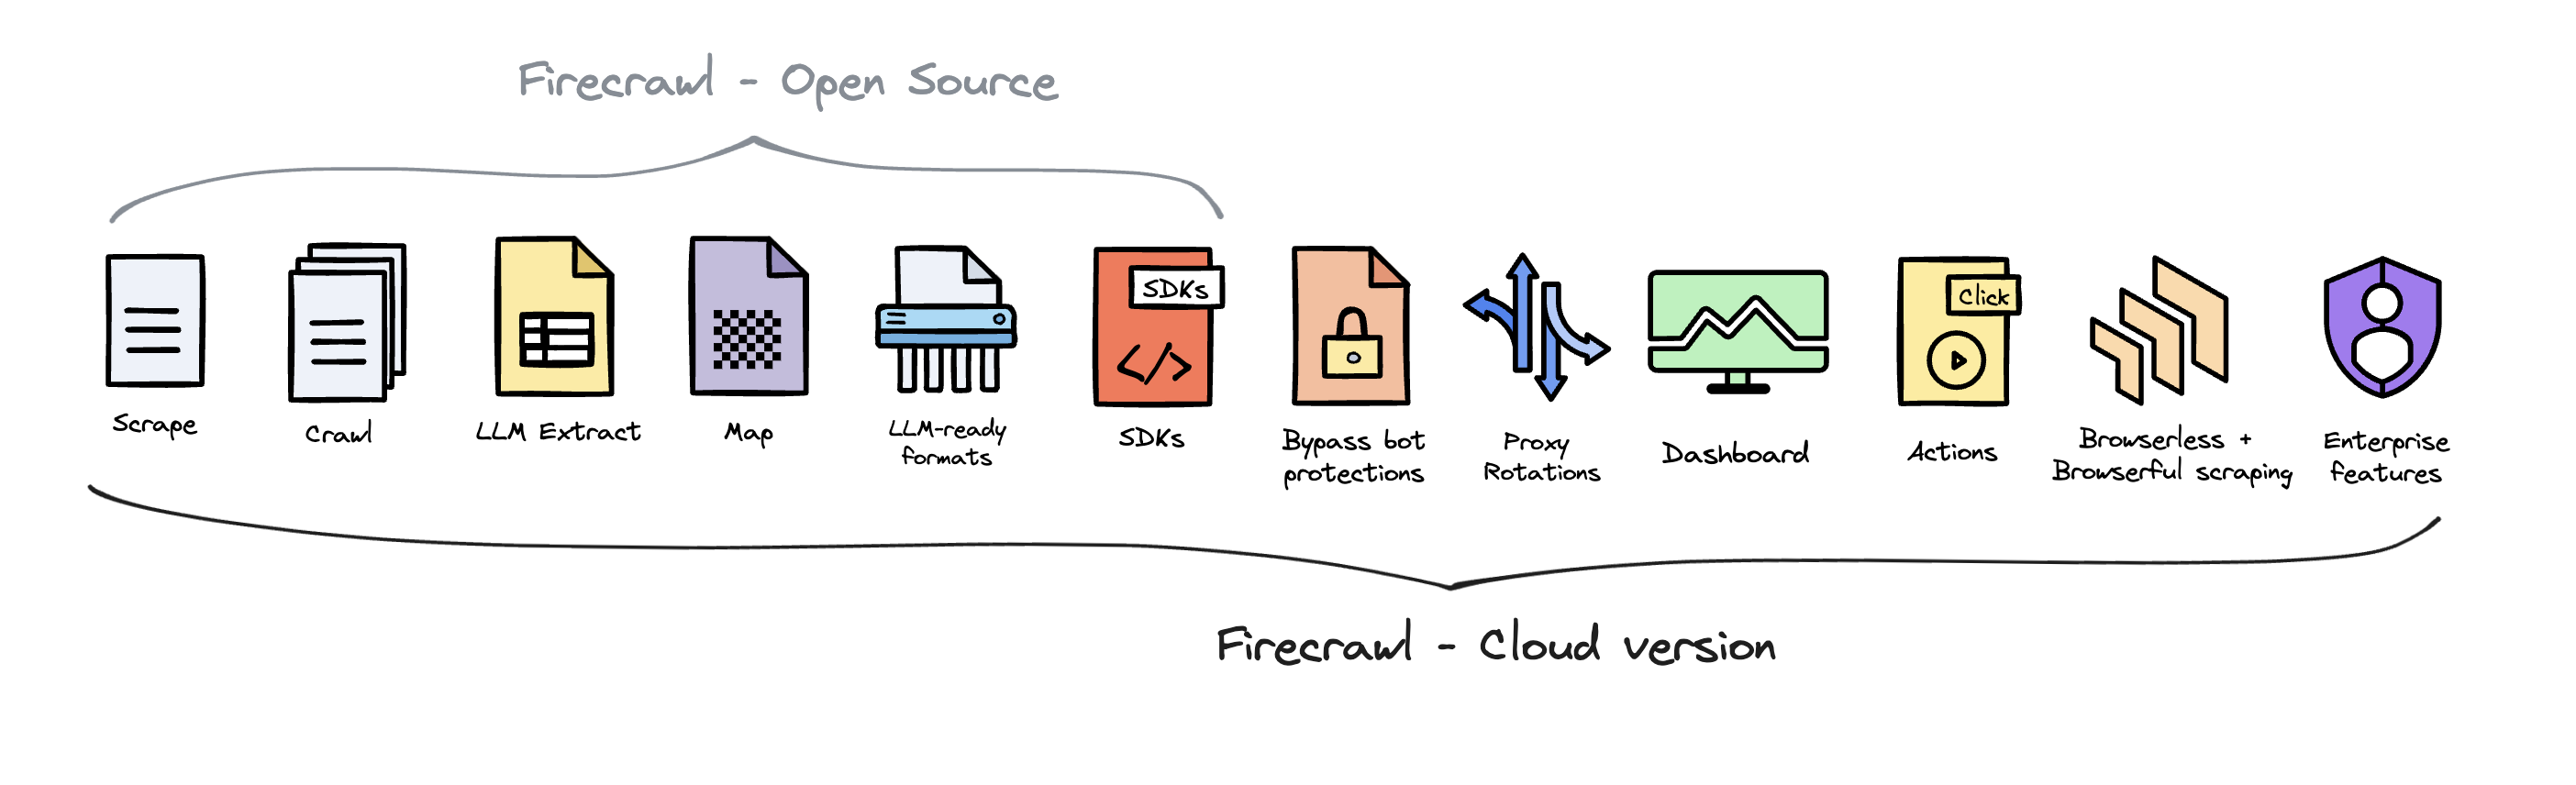 Firecrawl - Open Source
SDKs
Click
Scrape
Crawl
LLM Extract
Map
LLM-ready
formats
SDKs
Bypass bot
protections
Proxy
Rotations
Dashboard
Actions
Browserless +
Browserful scraping
Enterprise
features
Firecrawl - Cloud version